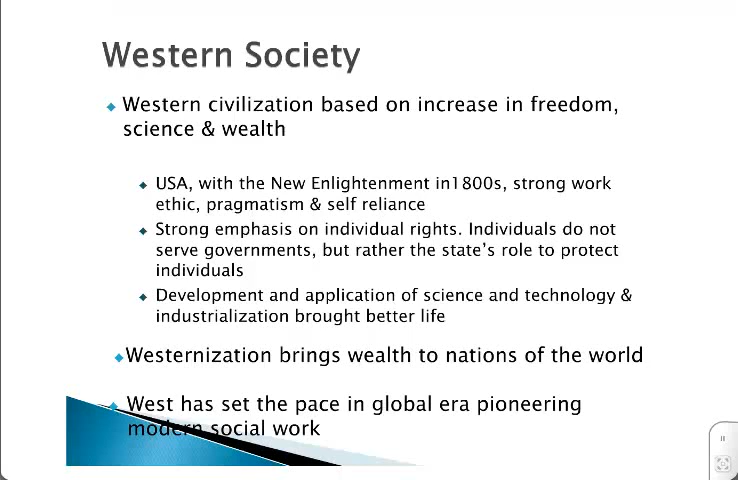 Western Society
Western civilization based on increase in freedom,
science & wealth
USA, with the New Enlightenment in1800s, strong work
ethic, pragmatism & self reliance
Strong emphasis on individual rights. Individuals do not
serve governments, but rather the state's role to protect
individuals
Development and application of science and technology &
industrialization brought better life
Westernization brings wealth to nations of the world
West has set the pace in global era pioneering
modern social work